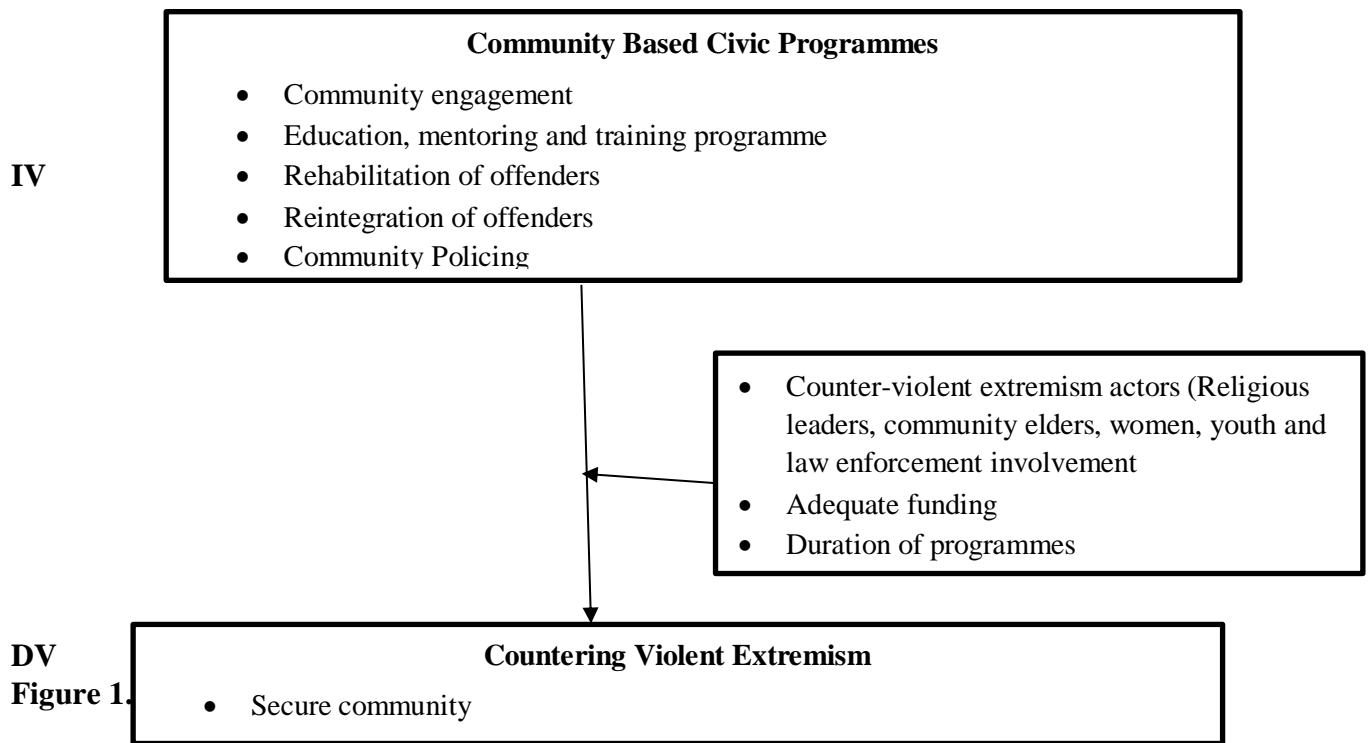 Community Based Civic Programmes
• Community engagement
• Education, mentoring and training programme
IV
• Rehabilitation of offenders
• Reintegration of offenders
• Community Policing
• Counter-violent extremism actors (Religious
leaders, community elders, women, youth and
law enforcement involvement
• Adequate funding
• Duration of programmes
DV
Countering Violent Extremism
Figure 1.
• Secure community